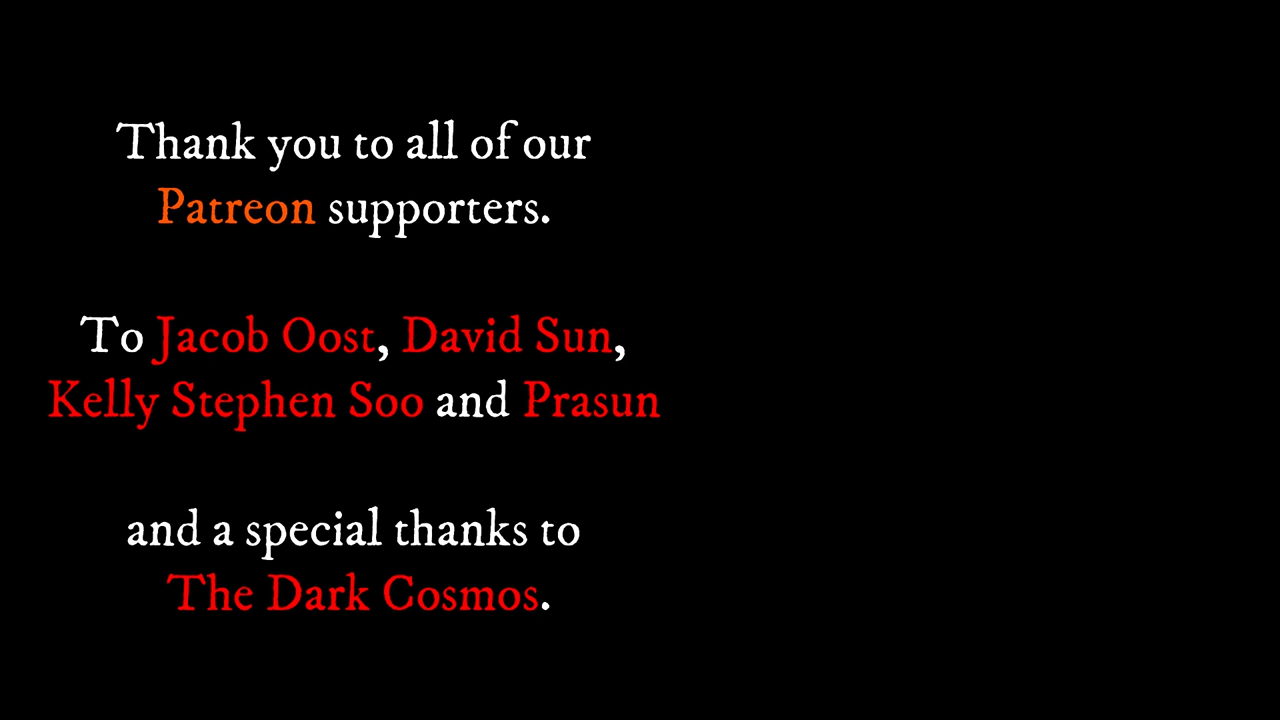 Thank you to all of our
Patreon supporters.
To Jacob Oost, David Sun,
Kelly Stephen Soo and Prasun
and a special thanks to
The Dark Cosmos.